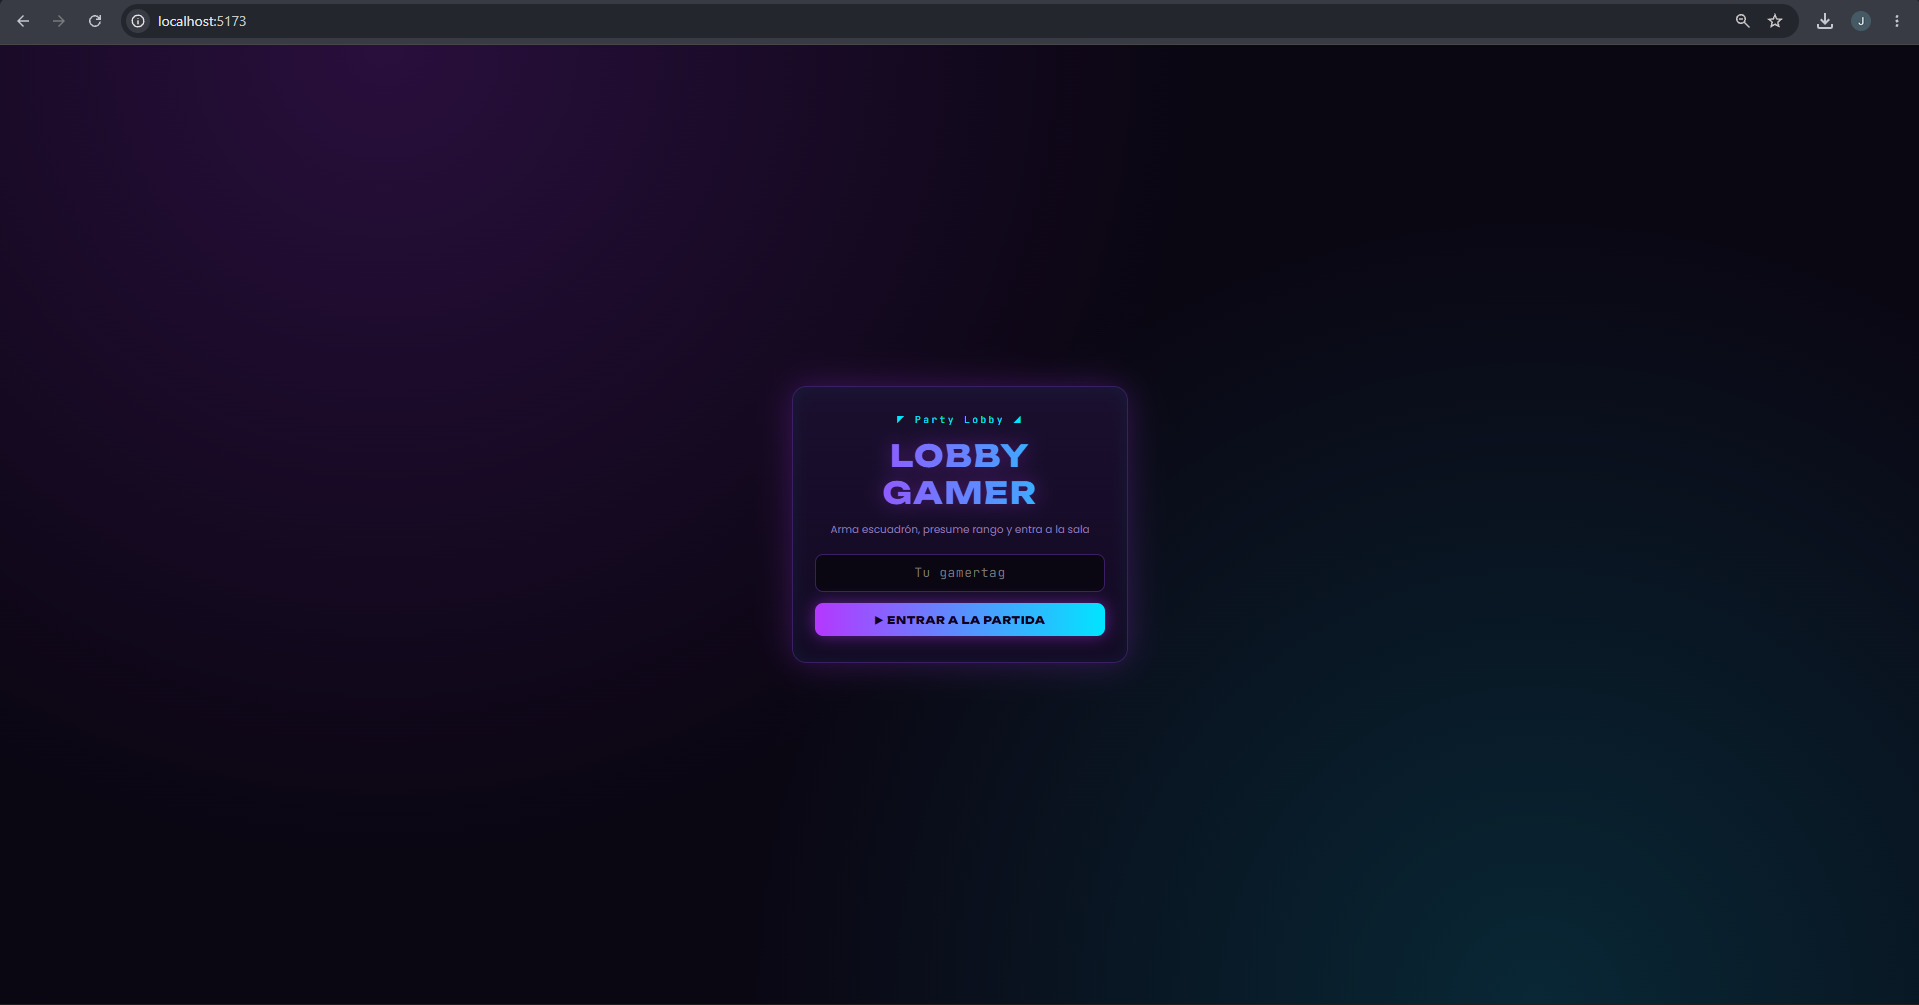 localhost:5173
J
◤ Party Lobby ◢
LOBBY
GAMER
Arma escuadrón, presume rango y entra a la sala
Tu gamertag
▶ ENTRAR A LA PARTIDA